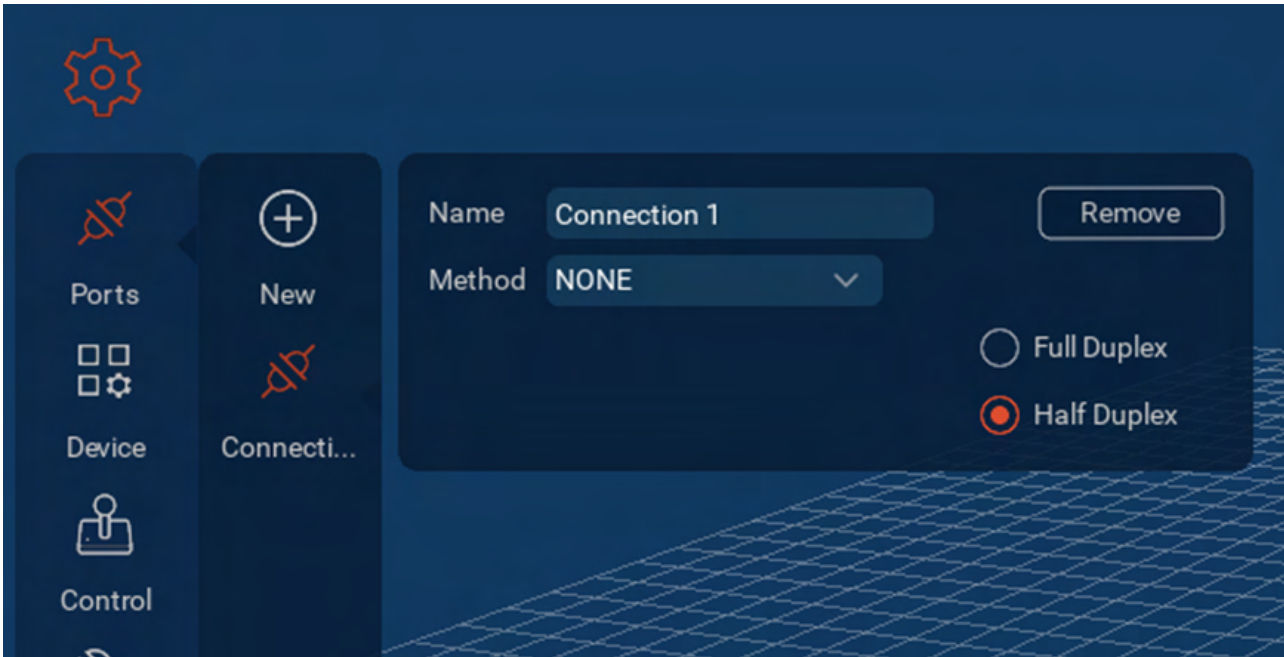 Ports
Device
Control
New
Connecti...
Name Connection 1 Remove
Method NONE
Full Duplex
Half Duplex